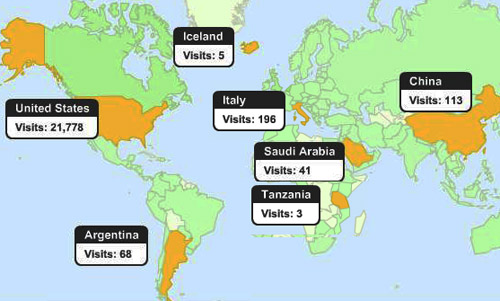 Iceland
Visits: 5
China
Visits: 113
United States
Visits: 21,778
Italy
Visits: 196
Saudi Arabia
Visits: 41
Tanzania
Visits: 3
Argentina
Visits: 68